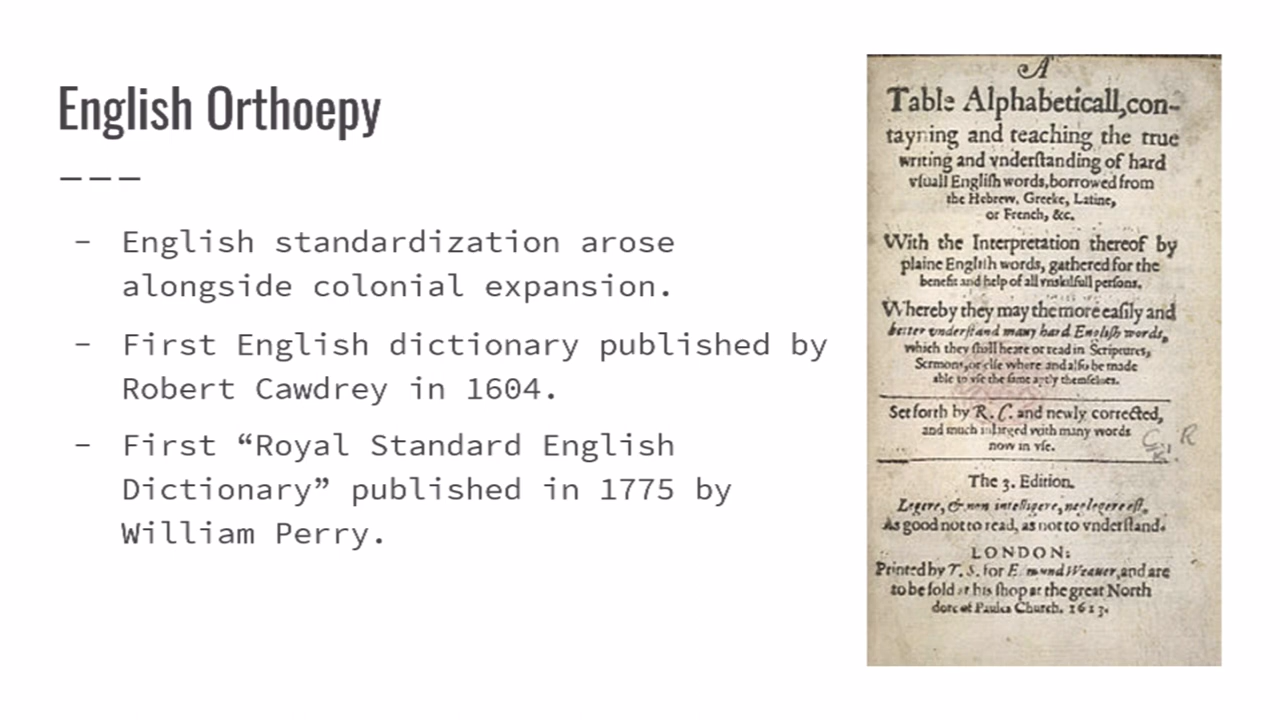 English Orthoepy
---
- English standardization arose
alongside colonial expansion.
- First English dictionary published by
Robert Cawdrey in 1604.
- First “Royal Standard English
Dictionary” published in 1775 by
William Perry.
A
Table Alphabeticall,con-
tayning and teaching the true
writing and vnderſtanding of hard
vſuall Engliſh words,borrowed from
the Hebrew, Greeke, Latine,
or French, &c.
With the Interpretation thereof by
plaine Engliſh words, gathered for the
benefit and help of all vnskilfull perſons.
Whereby they may the more eaſily and
better vnderſtand many hard Engliſh words,
which they ſhall heare or read in Scriptures,
Sermons,or elſe where and alſo be made
able to vſe the ſame aptly themſelues.
Set forth by R. C. and newly corrected,
and much inlarged with many words
now in vſe.
The 3. Edition.
Legere, & non intelligere, neglegere eſt.
As good not to read, as not to vnderſtand.
LONDON:
Printed by T. S. for Edmund Weauer,and are
to be ſold at his ſhop at the great North
dore of Paules Church. 1613.